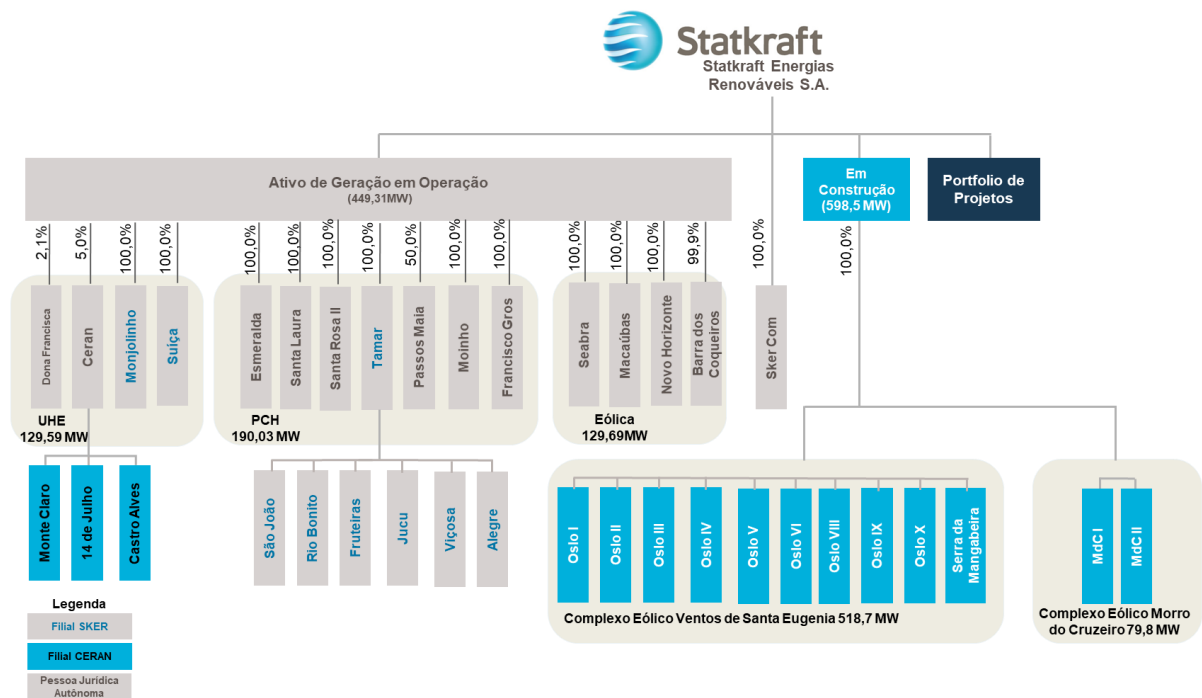 Statkraft
Statkraft Energias
Renováveis S.A.
Ativo de Geração em Operação
(449,31MW)
Em
Construção
(598,5 MW)
Portfolio de
Projetos
2,1%
5,0%
100,0%
100,0%
100,0%
100,0%
100,0%
100,0%
50,0%
100,0%
100,0%
100,0%
100,0%
100,0%
99,9%
100,0%
100,0%
Dona Francisca
Ceran
Monjolinho
Suiça
Esmeralda
Santa Laura
Santa Rosa II
Tamar
Passos Maia
Moinho
Francisco Gros
Seabra
Macaúbas
Novo Horizonte
Barra dos
Coqueiros
Sker Com
UHE
129,59 MW
PCH
190,03 MW
Eólica
129,69MW
Monte Claro
14 de Julho
Castro Alves
São João
Rio Bonito
Fruteiras
Jucu
Viçosa
Alegre
Oslo I
Oslo II
Oslo III
Oslo IV
Oslo V
Oslo VI
Oslo VIII
Oslo IX
Oslo X
Serra da
Mangabeira
Complexo Eólico Ventos de Santa Eugenia 518,7 MW
MdC I
MdC II
Complexo Eólico Morro
do Cruzeiro 79,8 MW
Legenda
Filial SKER
Filial CERAN
Pessoa Jurídica
Autônoma